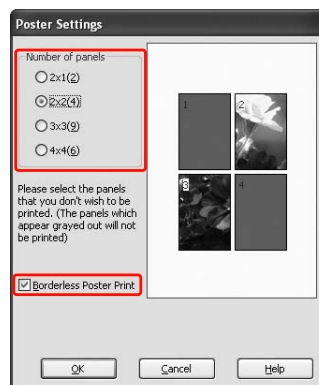 Poster Settings
Number of panels
2x1(2)
2x2(4)
3x3(9)
4x4(6)
Please select the panels
that you don't wish to be
printed. (The panels which
appear grayed out will not
be printed)
Borderless Poster Print
1
2
3
4
OK
Cancel
Help